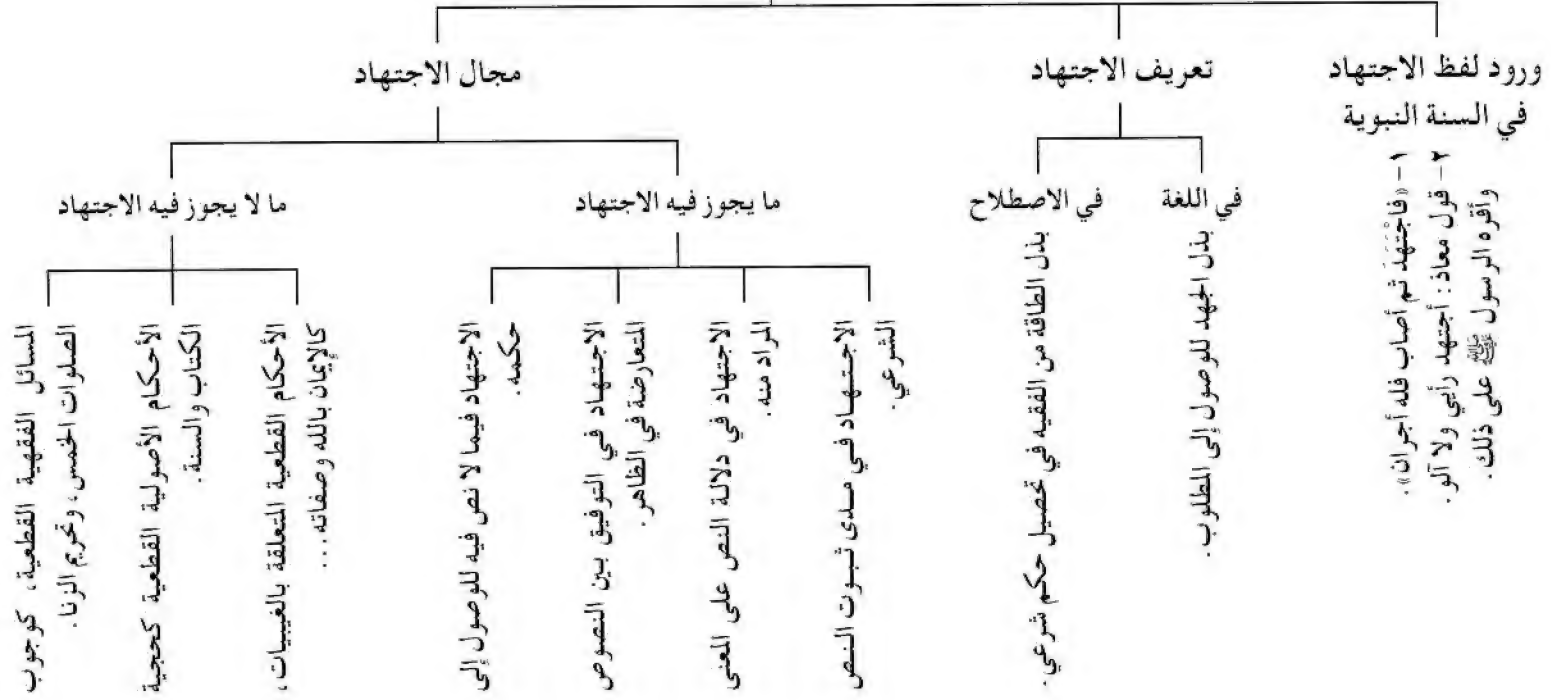 ورود لفظ الاجتهاد
في السنة النبوية
١ – «فاجْتَهَدَ ثم أصاب فله أجران».
٢ – قول معاذ: أجتهد رأيي ولا آلو.
وأقره الرسول ﷺ على ذلك.
تعريف الاجتهاد
في اللغة
بذل الجهد للوصول إلى المطلوب.
في الاصطلاح
بذل الطاقة من الفقيه في تحصيل حكم شرعي.
مجال الاجتهاد
ما يجوز فيه الاجتهاد
الاجتهاد في مدى ثبوت النص
الشرعي.
الاجتهاد في دلالة النص على المعنى
المراد منه.
الاجتهاد في التوفيق بين النصوص
المتعارضة في الظاهر.
الاجتهاد فيما لا نص فيه للوصول إلى
حكمه.
ما لا يجوز فيه الاجتهاد
الأحكام القطعية المتعلقة بالغيبيات،
كالإيمان بالله وصفاته...
الأحكام الأصولية القطعية كحجية
الكتاب والسنة.
المسائل الفقهية القطعية، كوجوب
الصلوات الخمس، وتحريم الزنا.